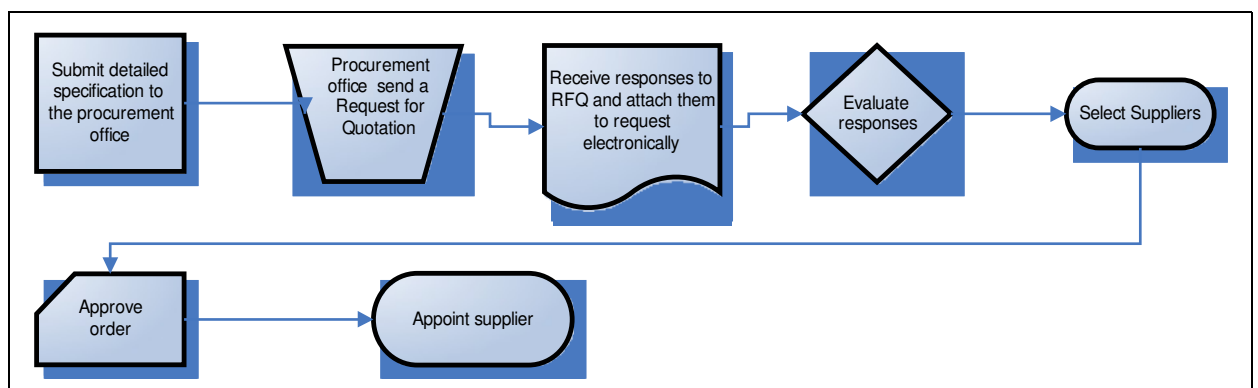 Submit detailed
specification to
the procurement
office
Procurement
office send a
Request for
Quotation
Receive responses to
RFQ and attach them
to request
electronically
Evaluate
responses
Select Suppliers
Approve
order
Appoint supplier